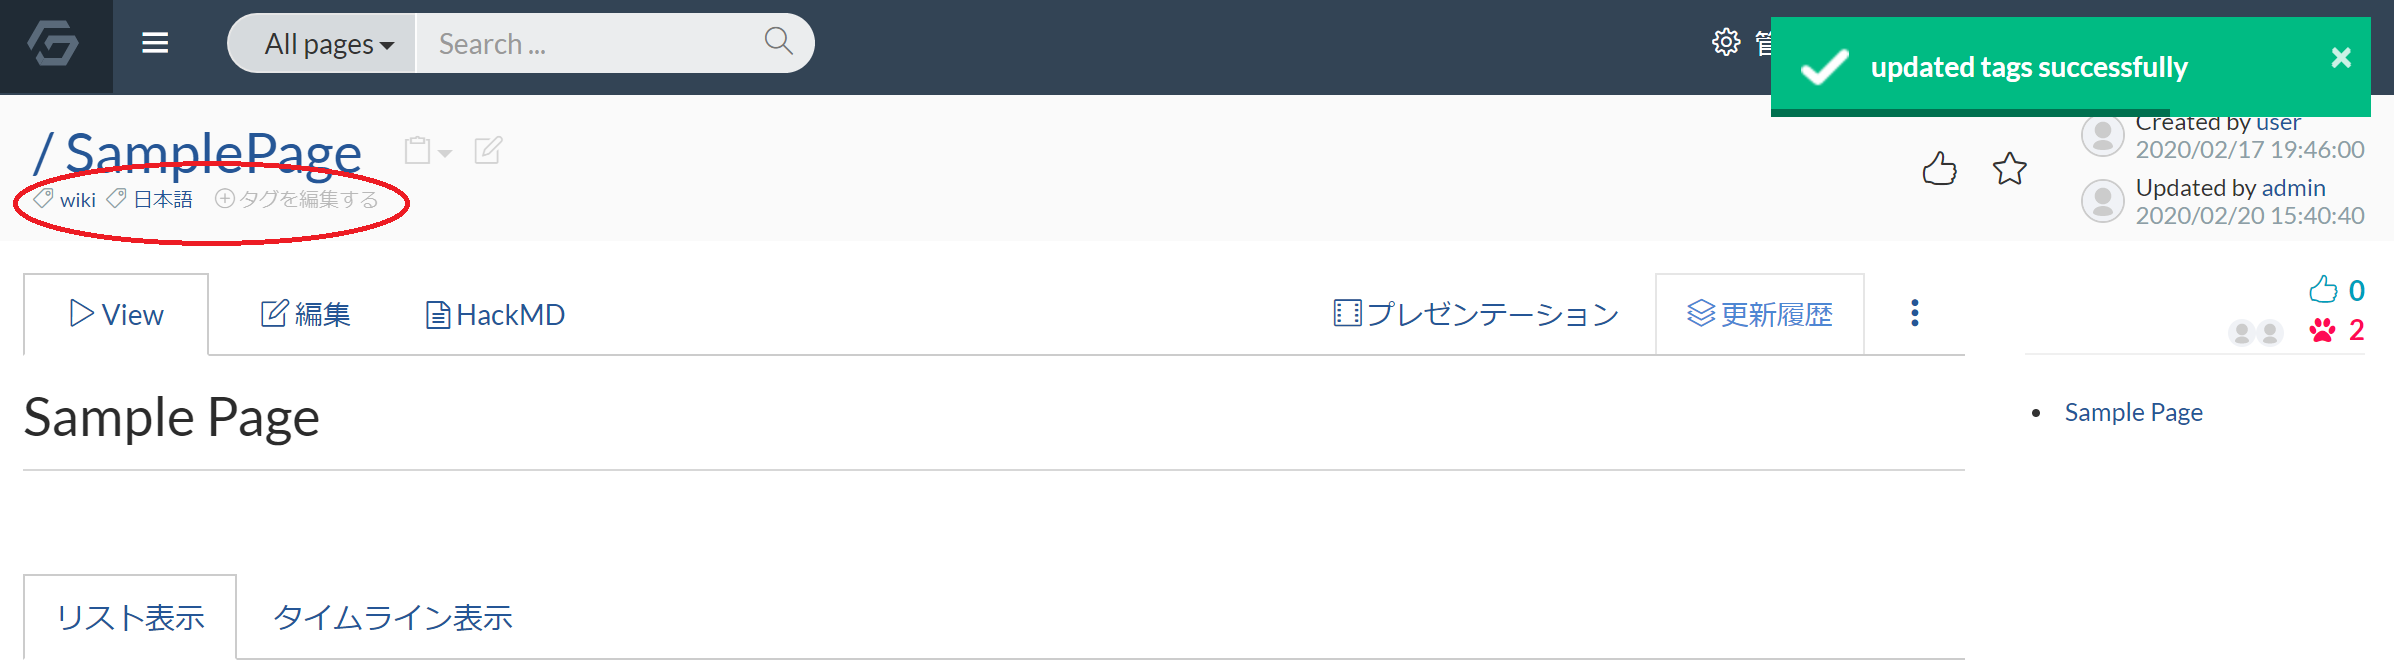 All pages
Search ...
管
updated tags successfully
/ SamplePage
wiki 日本語 タグを編集する
Created by user
2020/02/17 19:46:00
Updated by admin
2020/02/20 15:40:40
View
編集
HackMD
プレゼンテーション
更新履歴
0
2
Sample Page
Sample Page
リスト表示
タイムライン表示